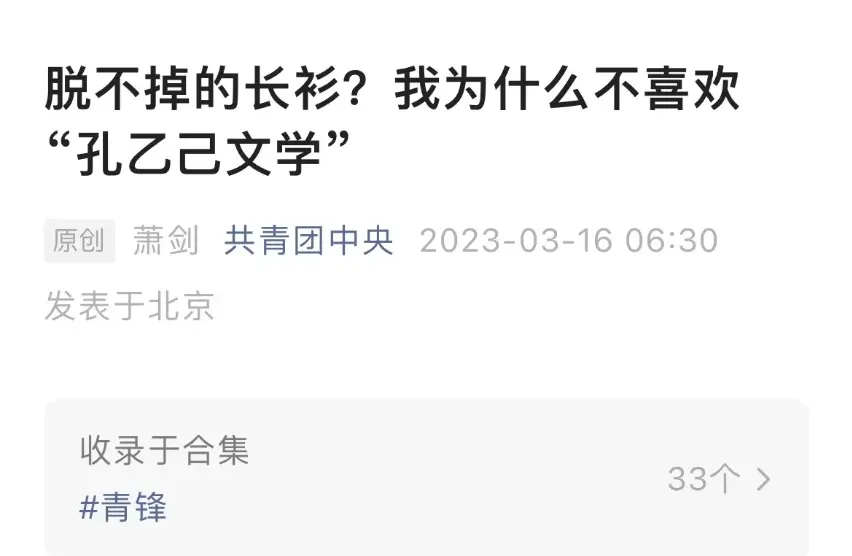 脱不掉的长衫？我为什么不喜欢
“孔乙己文学”
原创 萧剑 共青团中央 2023-03-16 06:30
发表于北京
收录于合集
#青锋
33个